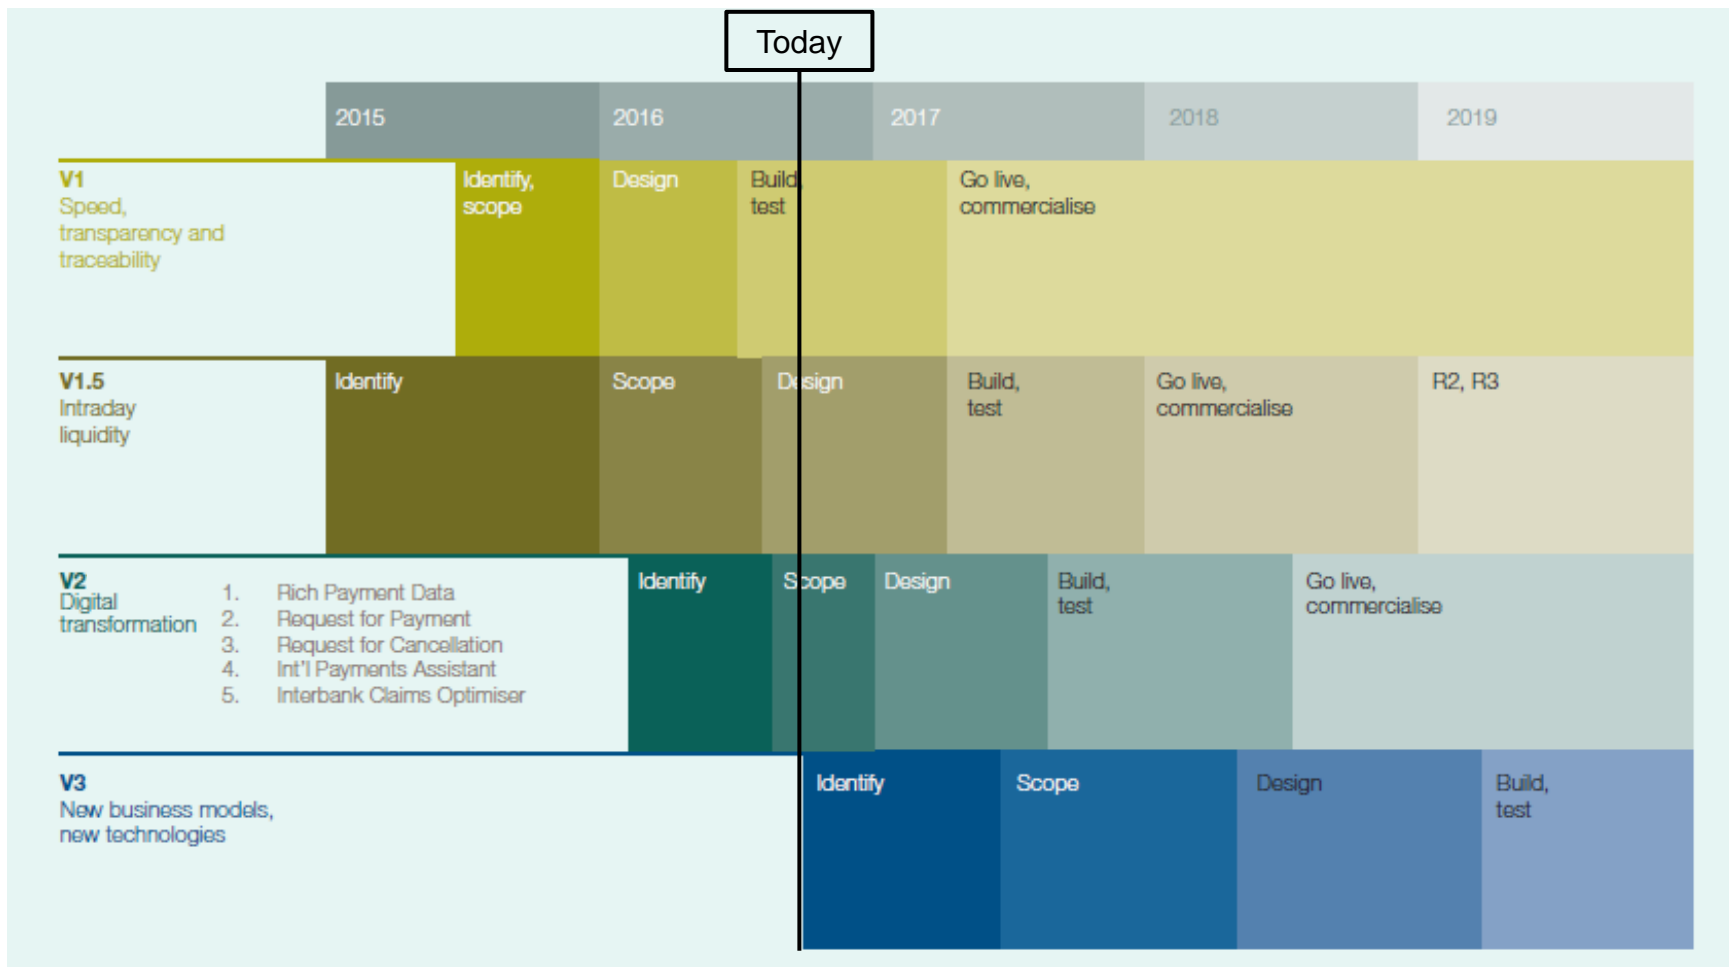 Today
2015 2016 2017 2018 2019
V1
Speed,
transparency and
traceability
Identify,
scope
Design
Build,
test
Go live,
commercialise
V1.5
Intraday
liquidity
Identify
Scope
Design
Build,
test
Go live,
commercialise
R2, R3
V2
Digital
transformation
1. Rich Payment Data
2. Request for Payment
3. Request for Cancellation
4. Int'l Payments Assistant
5. Interbank Claims Optimiser
Identify
Scope
Design
Build,
test
Go live,
commercialise
V3
New business models,
new technologies
Identify
Scope
Design
Build,
test